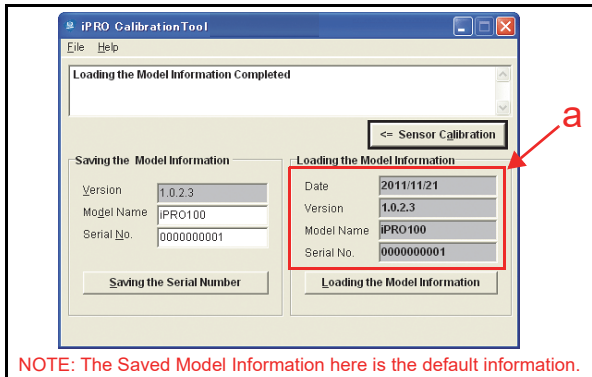 iPRO CalibrationTool
File Help
Loading the Model Information Completed
<= Sensor Calibration
a
Saving the Model Information
Version 1.0.2.3
Model Name iPRO100
Serial No. 0000000001
Saving the Serial Number
Loading the Model Information
Date 2011/11/21
Version 1.0.2.3
Model Name iPRO100
Serial No. 0000000001
Loading the Model Information
NOTE: The Saved Model Information here is the default information.